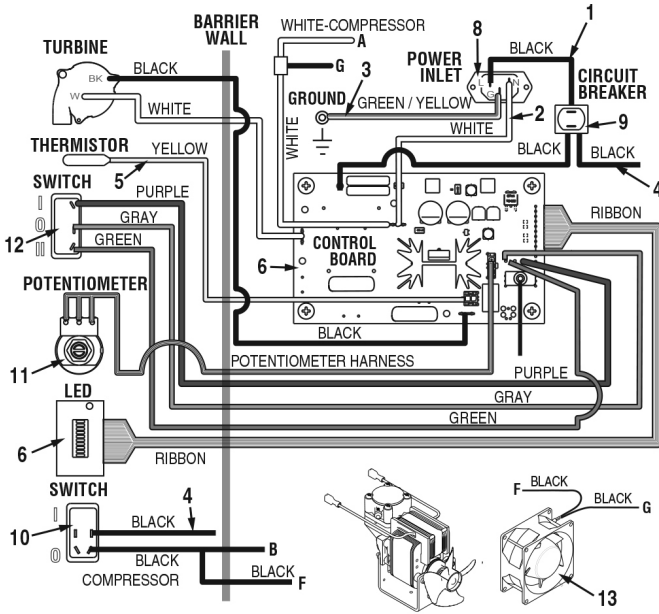 BARRIER
WALL
WHITE-COMPRESSOR
A
G
1
8
BLACK
TURBINE
BK
BLACK
W
WHITE
POWER
INLET
L
N
G
CIRCUIT
BREAKER
3
GROUND
GREEN / YELLOW
2
9
WHITE
WHITE
BLACK
BLACK
4
THERMISTOR
YELLOW
5
SWITCH
PURPLE
I
O
II
GRAY
GREEN
12
RIBBON
CONTROL
BOARD
6
POTENTIOMETER
11
BLACK
POTENTIOMETER HARNESS
PURPLE
GRAY
GREEN
LED
6
RIBBON
SWITCH
4
I
O
10
BLACK
B
BLACK
COMPRESSOR
BLACK
F
F
BLACK
BLACK
G
13